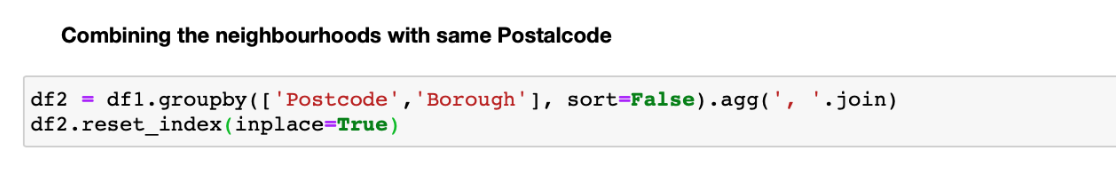 Combining the neighbourhoods with same Postalcode
df2 = df1.groupby(['Postcode','Borough'], sort=False).agg(', '.join)
df2.reset_index(inplace=True)